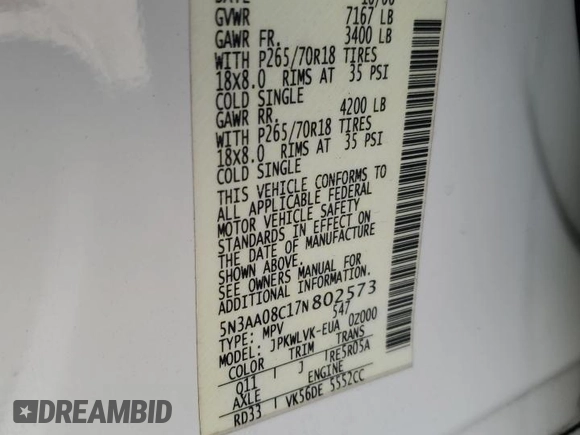 GVWR 7167 LB
GAWR FR. 3400 LB
WITH P265/70R18 TIRES
18X8.0 RIMS AT 35 PSI
COLD SINGLE
GAWR RR. 4200 LB
WITH P265/70R18 TIRES
18X8.0 RIMS AT 35 PSI
COLD SINGLE
THIS VEHICLE CONFORMS TO
ALL APPLICABLE FEDERAL
MOTOR VEHICLE SAFETY
STANDARDS IN EFFECT ON
THE DATE OF MANUFACTURE
SHOWN ABOVE.
SEE OWNERS MANUAL FOR
ADDITIONAL INFORMATION.
5N3AA08C17N802573
TYPE: MPV 547
MODEL: JPKWLVK-EUA 02000
COLOR TRIM TRANS
Q11 J RE5R05A
AXLE ENGINE
RD33 VK56DE 5552CC
DREAMBID